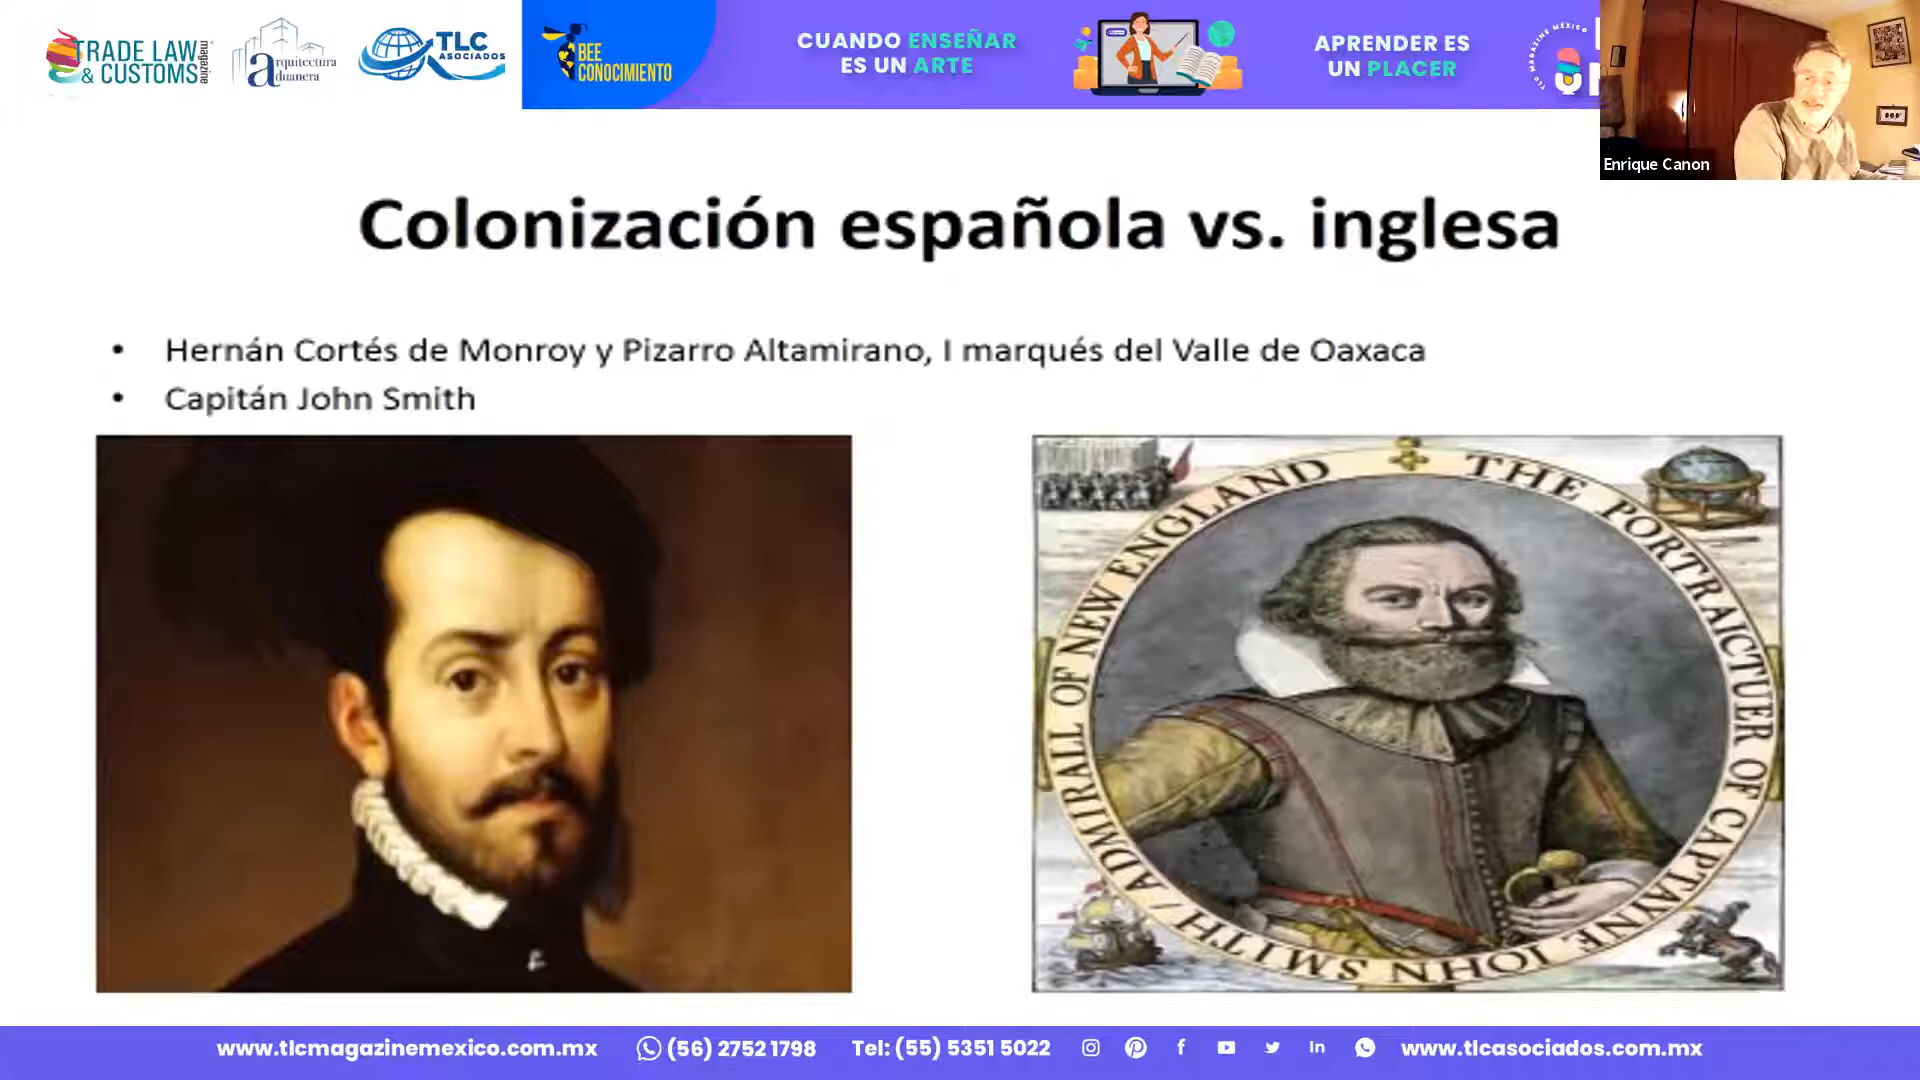 TRADE LAW
& CUSTOMS
magazine
arquitectura
aduanera
TLC
ASOCIADOS
BEE
CONOCIMIENTO
CUANDO ENSEÑAR
ES UN ARTE
APRENDER ES
UN PLACER
TLC MAGAZINE MÉXICO
Enrique Canon
Colonización española vs. inglesa
• Hernán Cortés de Monroy y Pizarro Altamirano, I marqués del Valle de Oaxaca
• Capitán John Smith
THE PORTRAICTUER OF CAPTAYNE IOHN SMITH / ADMIRALL OF NEW ENGLAND
www.tlcmagazinemexico.com.mx (56) 2752 1798 Tel: (55) 5351 5022 www.tlcasociados.com.mx